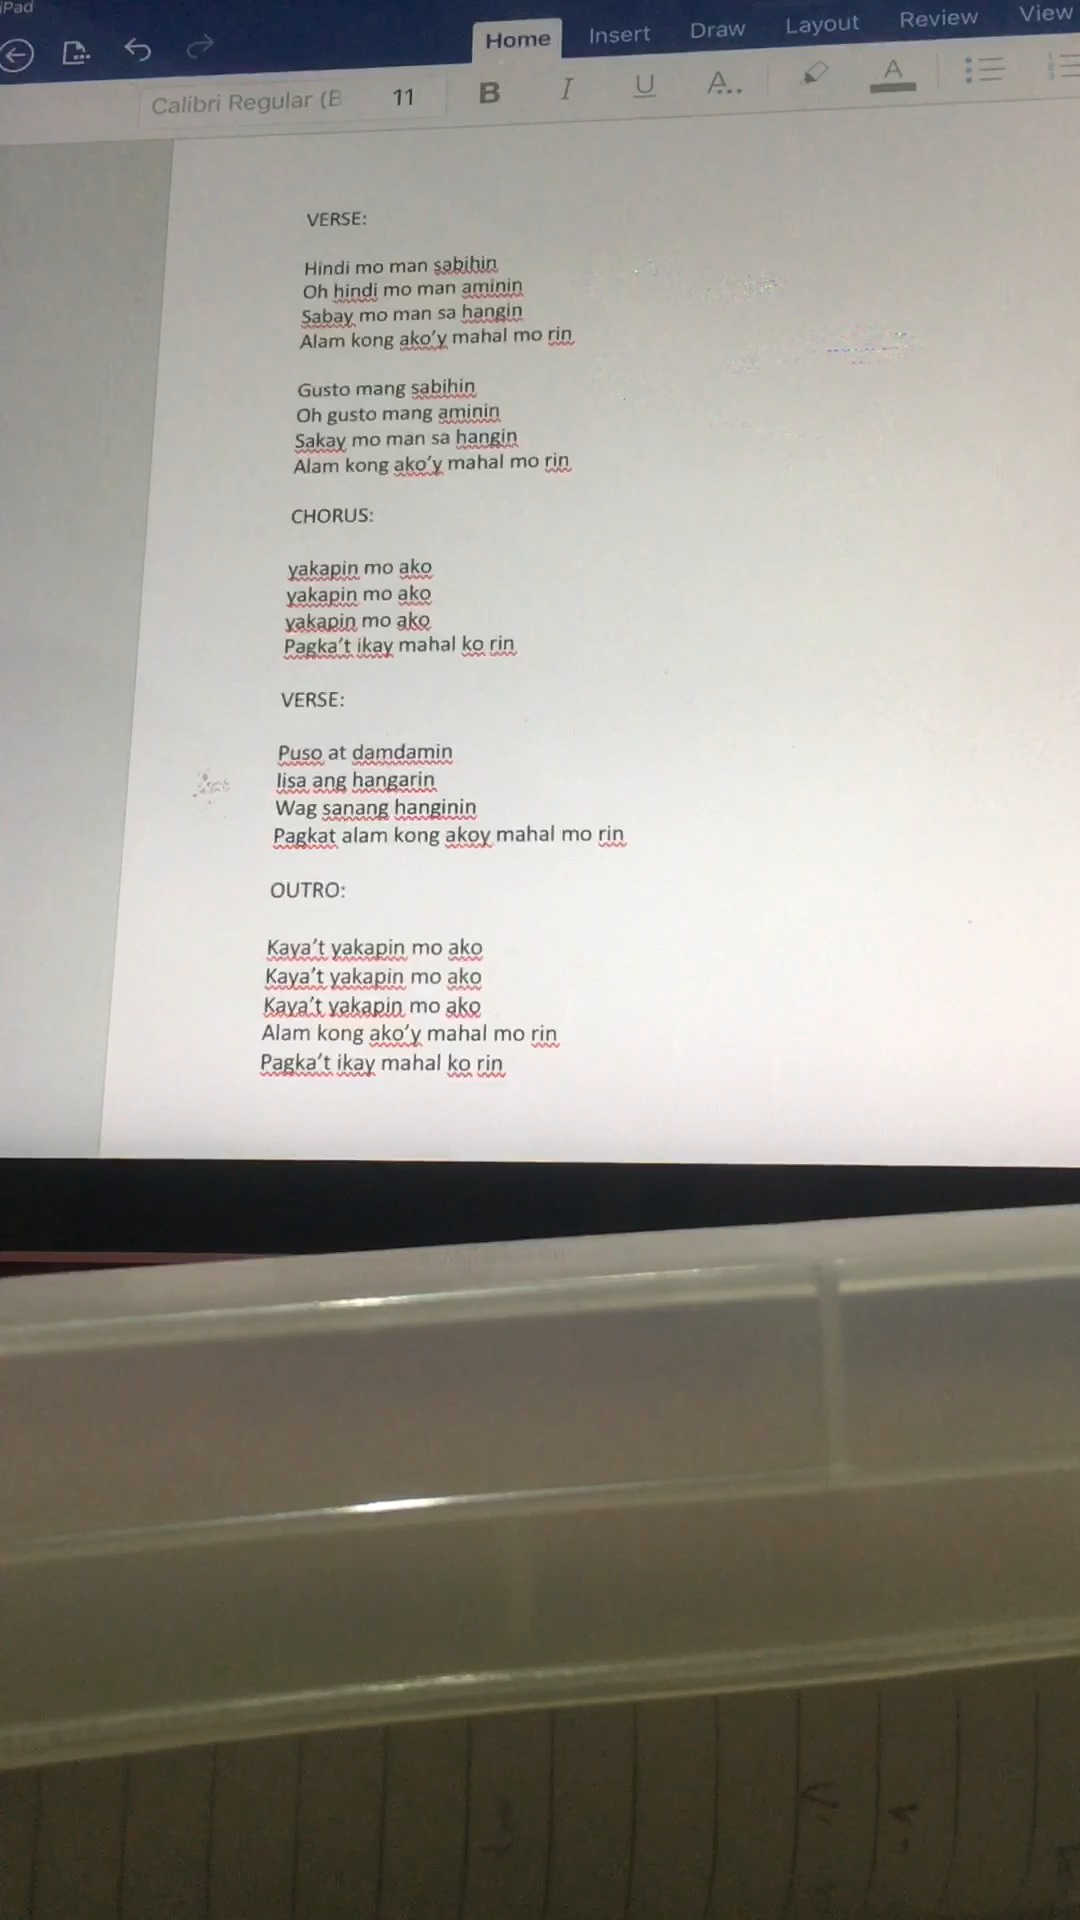 iPad
Home Insert Draw Layout Review View
Calibri Regular (B 11 B I U A.. A
VERSE:
Hindi mo man sabihin
Oh hindi mo man aminin
Sabay mo man sa hangin
Alam kong ako'y mahal mo rin
Gusto mang sabihin
Oh gusto mang aminin
Sakay mo man sa hangin
Alam kong ako'y mahal mo rin
CHORUS:
yakapin mo ako
yakapin mo ako
yakapin mo ako
Pagka't ikay mahal ko rin
VERSE:
Puso at damdamin
Iisa ang hangarin
Wag sanang hanginin
Pagkat alam kong akoy mahal mo rin
OUTRO:
Kaya't yakapin mo ako
Kaya't yakapin mo ako
Kaya't yakapin mo ako
Alam kong ako'y mahal mo rin
Pagka't ikay mahal ko rin